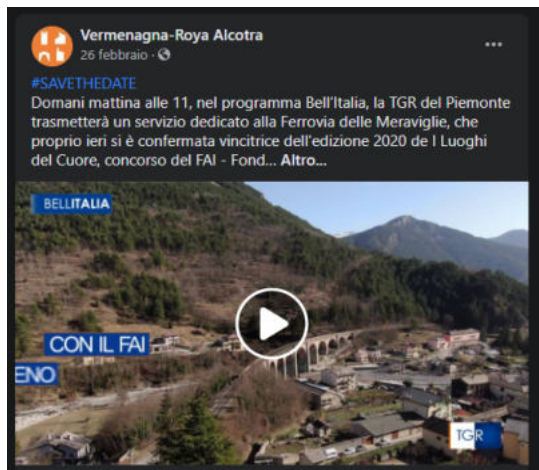 Vermenagna-Roya Alcotra
26 febbraio ·
#SAVETHEDATE
Domani mattina alle 11, nel programma Bell'Italia, la TGR del Piemonte
trasmetterà un servizio dedicato alla Ferrovia delle Meraviglie, che
proprio ieri si è confermata vincitrice dell'edizione 2020 de I Luoghi
del Cuore, concorso del FAI - Fond... Altro...
BELLITALIA
CON IL FAI
ENO
TGR